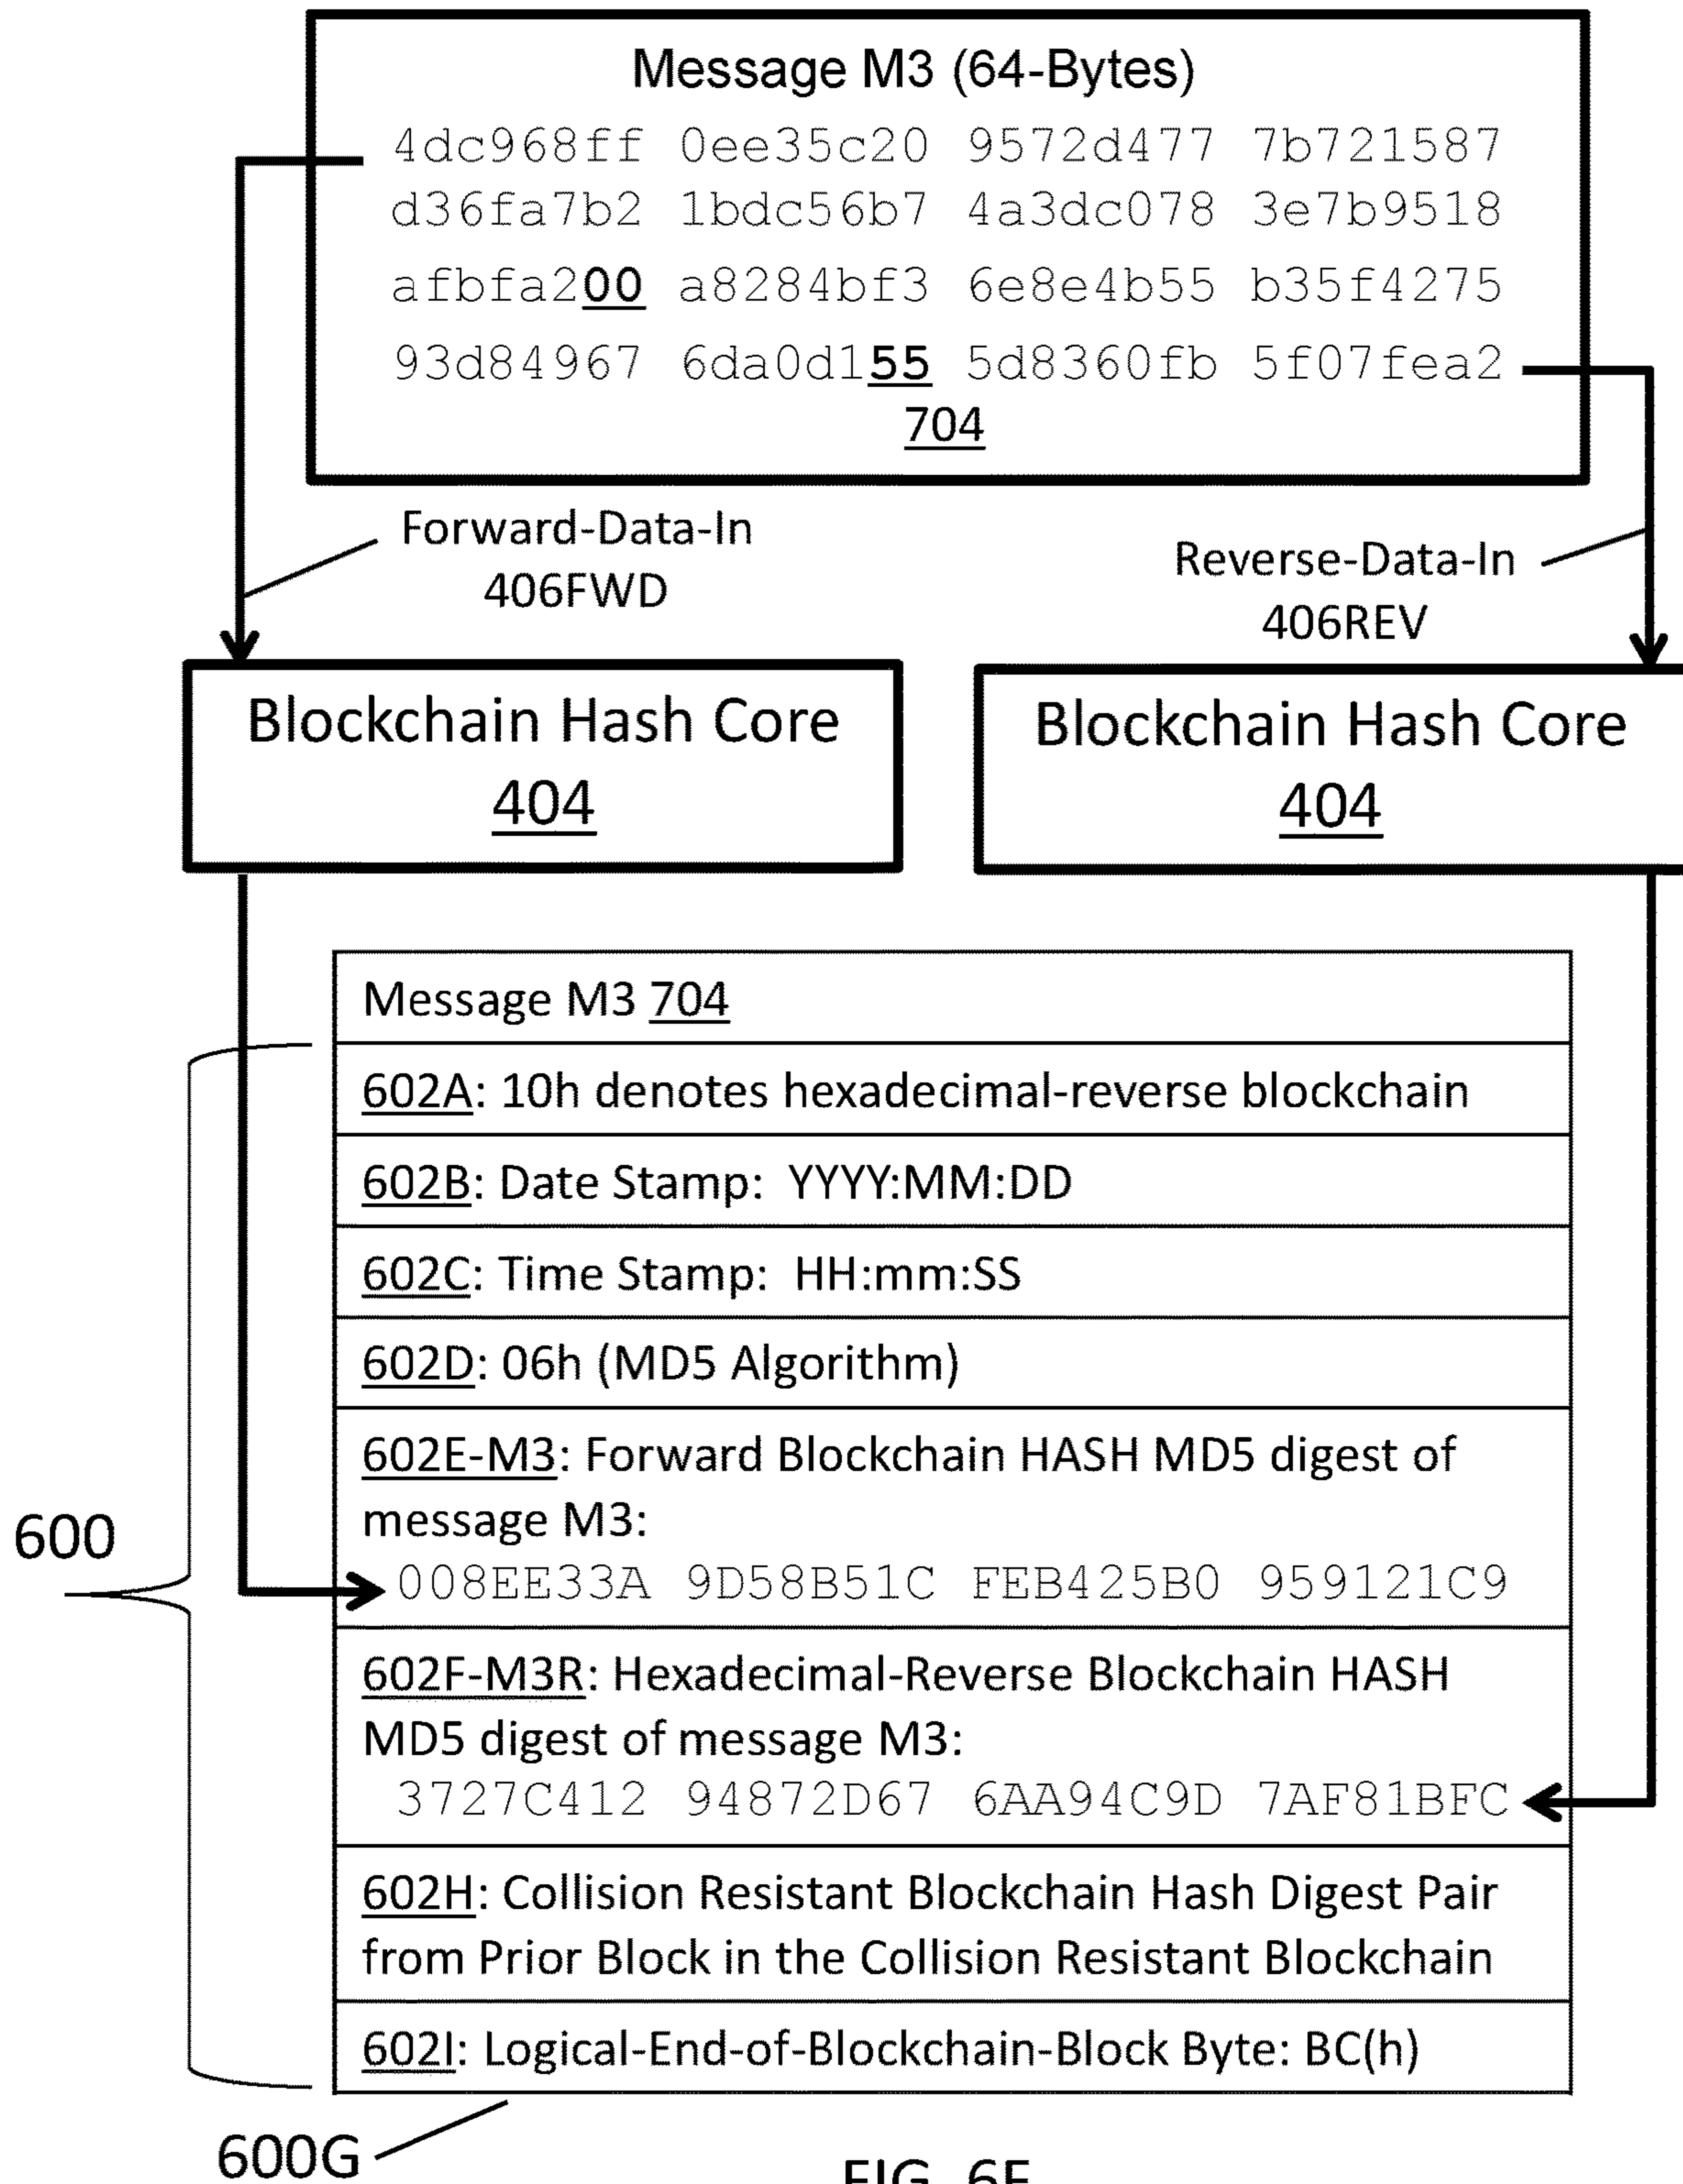 Message M3 (64-Bytes)
4dc968ff 0ee35c20 9572d477 7b721587
d36fa7b2 1bdc56b7 4a3dc078 3e7b9518
afbfa200 a8284bf3 6e8e4b55 b35f4275
93d84967 6da0d155 5d8360fb 5f07fea2
704
Forward-Data-In
406FWD
Reverse-Data-In
406REV
Blockchain Hash Core
404
Blockchain Hash Core
404
Message M3 704
602A: 10h denotes hexadecimal-reverse blockchain
602B: Date Stamp: YYYY:MM:DD
602C: Time Stamp: HH:mm:SS
602D: 06h (MD5 Algorithm)
602E-M3: Forward Blockchain HASH MD5 digest of
message M3:
008EE33A 9D58B51C FEB425B0 959121C9
602F-M3R: Hexadecimal-Reverse Blockchain HASH
MD5 digest of message M3:
3727C412 94872D67 6AA94C9D 7AF81BFC
602H: Collision Resistant Blockchain Hash Digest Pair
from Prior Block in the Collision Resistant Blockchain
602I: Logical-End-of-Blockchain-Block Byte: BC(h)
600
600G
FIG.